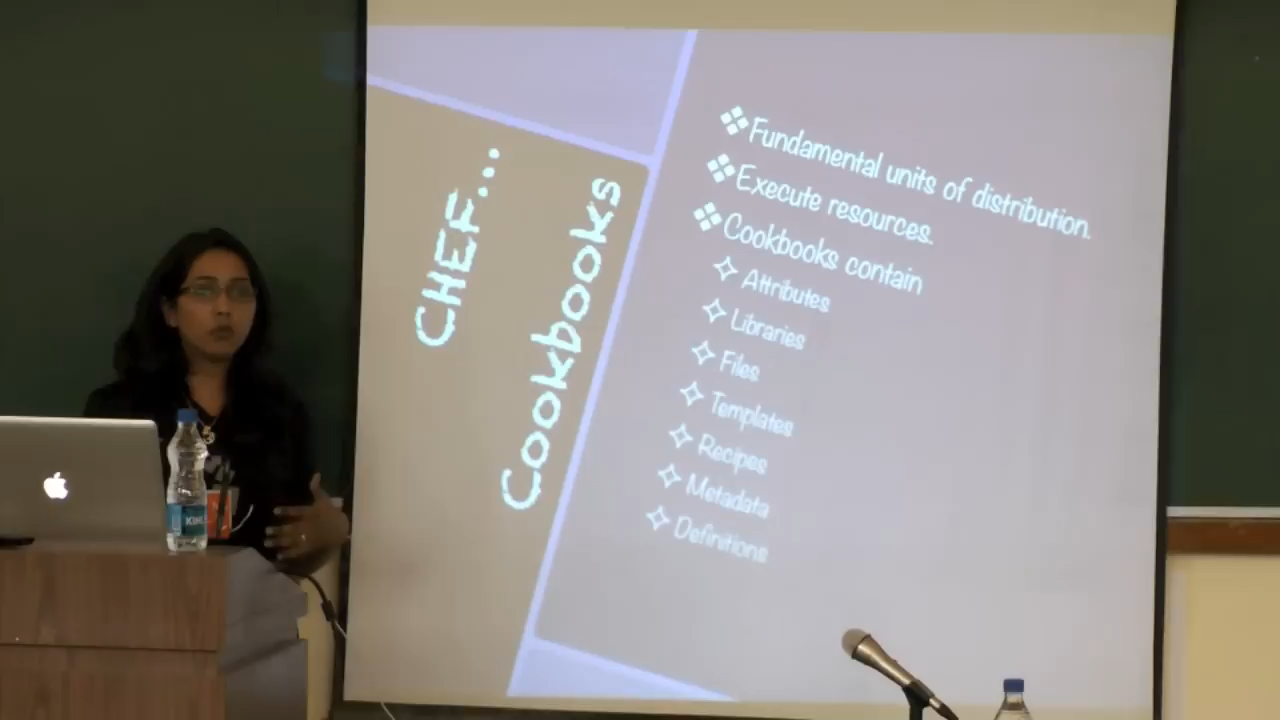 CHEF...
Cookbooks
Fundamental units of distribution.
Execute resources.
Cookbooks contain
Attributes
Libraries
Files
Templates
Recipes
Metadata
Definitions